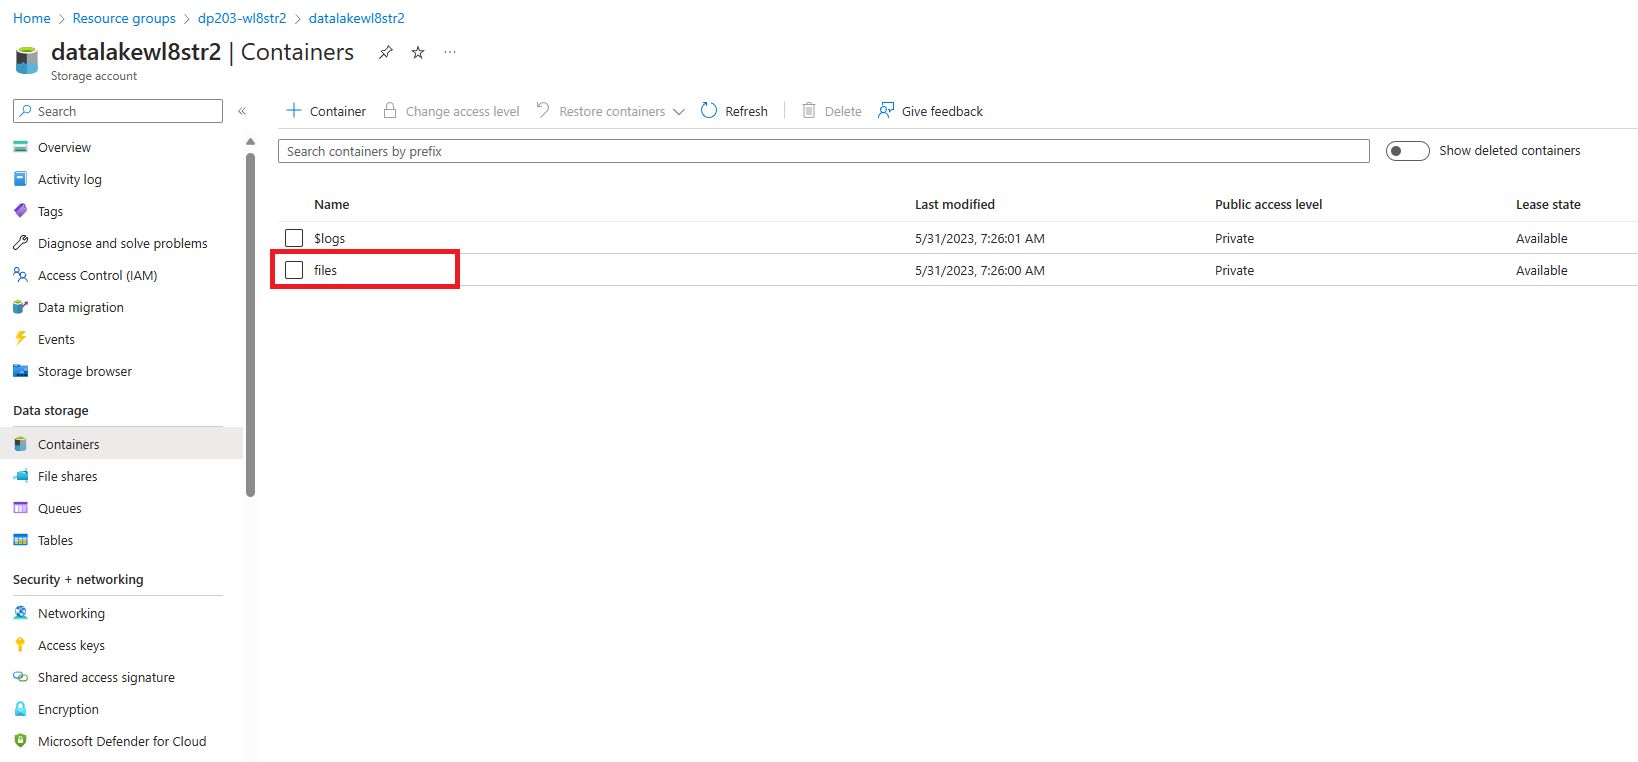 Home > Resource groups > dp203-wl8str2 > datalakewl8str2
datalakewl8str2 | Containers
Storage account
Search
Container
Change access level
Restore containers
Refresh
Delete
Give feedback
Search containers by prefix
Show deleted containers
Overview
Activity log
Tags
Diagnose and solve problems
Access Control (IAM)
Data migration
Events
Storage browser
Data storage
Containers
File shares
Queues
Tables
Security + networking
Networking
Access keys
Shared access signature
Encryption
Microsoft Defender for Cloud
Name Last modified Public access level Lease state
$logs 5/31/2023, 7:26:01 AM Private Available
files 5/31/2023, 7:26:00 AM Private Available